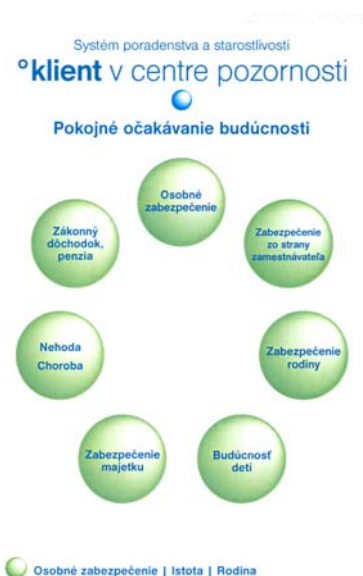 Systém poradenstva a starostlivosti
°klient v centre pozornosti
Pokojné očakávanie budúcnosti
Osobné
zabezpečenie
Zabezpečenie
zo strany
zamestnávateľa
Zabezpečenie
rodiny
Budúcnosť
detí
Zabezpečenie
majetku
Nehoda
Choroba
Zákonný
dôchodok,
penzia
Osobné zabezpečenie | Istota | Rodina